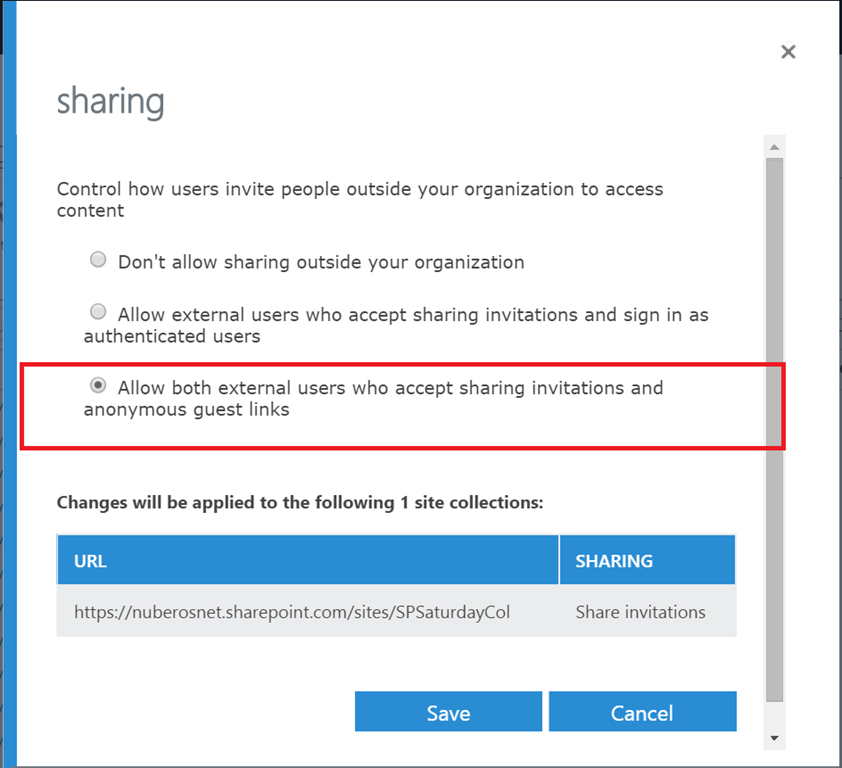 sharing
Control how users invite people outside your organization to access
content
Don't allow sharing outside your organization
Allow external users who accept sharing invitations and sign in as
authenticated users
Allow both external users who accept sharing invitations and
anonymous guest links
Changes will be applied to the following 1 site collections:
URL SHARING
https://nuberosnet.sharepoint.com/sites/SPSaturdayCol Share invitations
Save Cancel